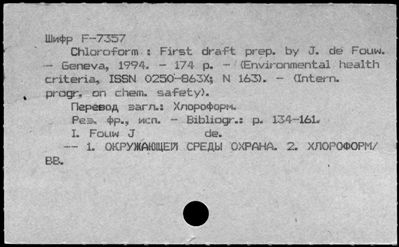 Шифр F-7357
Chloroform : First draft prep. by J. de Fouw.
- Geneva, 1994. - 174 p. - (Environmental health
criteria, ISSN 0250-863X; N 163). - (Intern.
progr. on chem. safety).
Перевод загл.: Хлороформ.
Рез. фр., исп. - Bibliogr.: p. 134-161.
I. Fouw J de.
-- 1. ОКРУЖАЮЩЕЙ СРЕДЫ ОХРАНА. 2. ХЛОРОФОРМ/
BB.